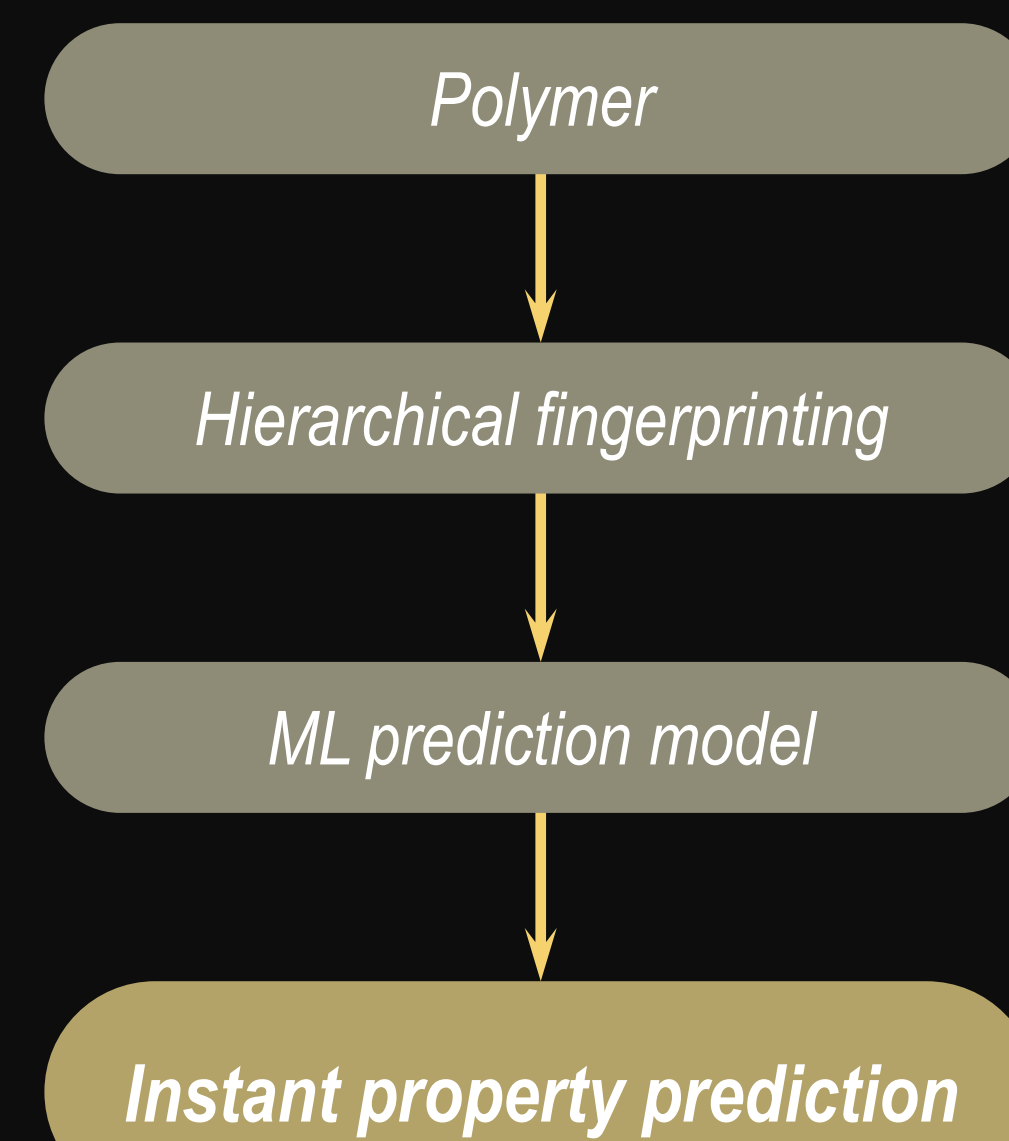 Polymer
Hierarchical fingerprinting
ML prediction model
Instant property prediction